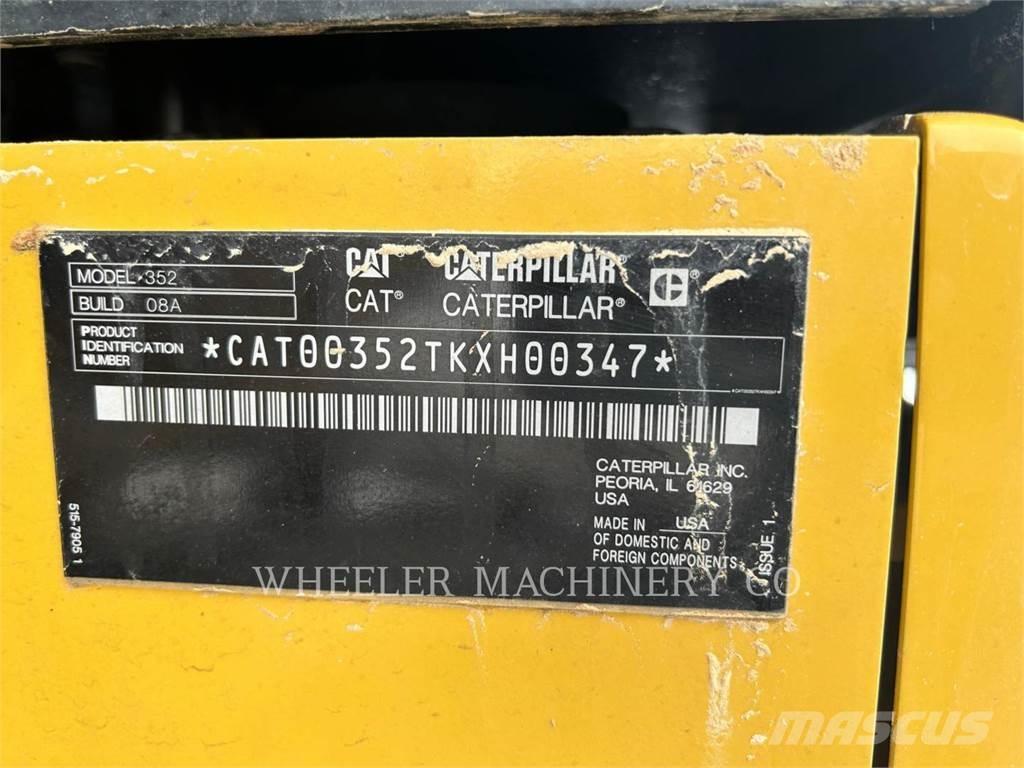 MODEL 352
BUILD 08A
CAT CATERPILLAR®
CAT® CATERPILLAR®
PRODUCT
IDENTIFICATION
NUMBER
*CAT00352TKXH00347*
CATERPILLAR INC.
PEORIA, IL 61629
USA
MADE IN USA
OF DOMESTIC AND
FOREIGN COMPONENTS
515-7905 1
ISSUE 1
WHEELER MACHINERY CO.
MASCUS